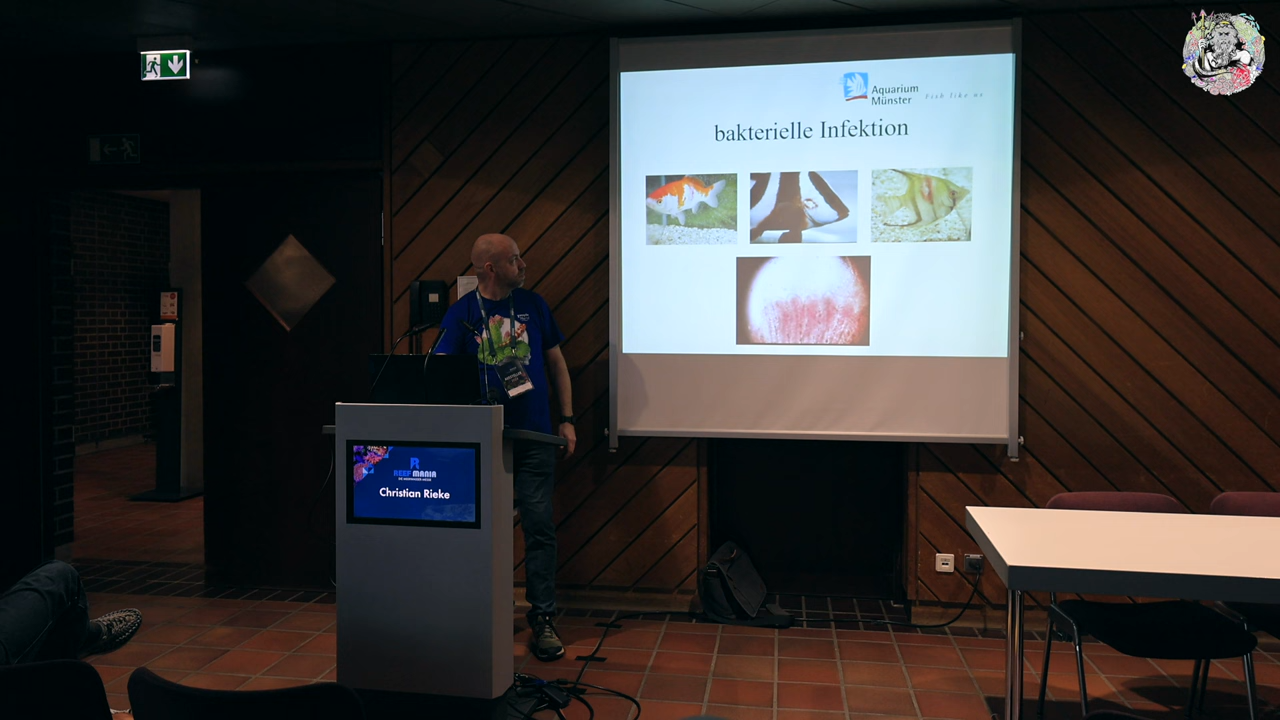 Aquarium
Münster
Fish like us
bakterielle Infektion
REEF MANIA
Christian Rieke